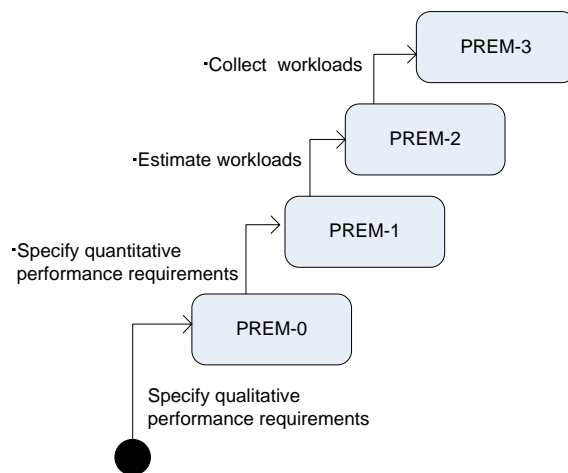 PREM-3
·Collect workloads
PREM-2
·Estimate workloads
PREM-1
·Specify quantitative
performance requirements
PREM-0
Specify qualitative
performance requirements